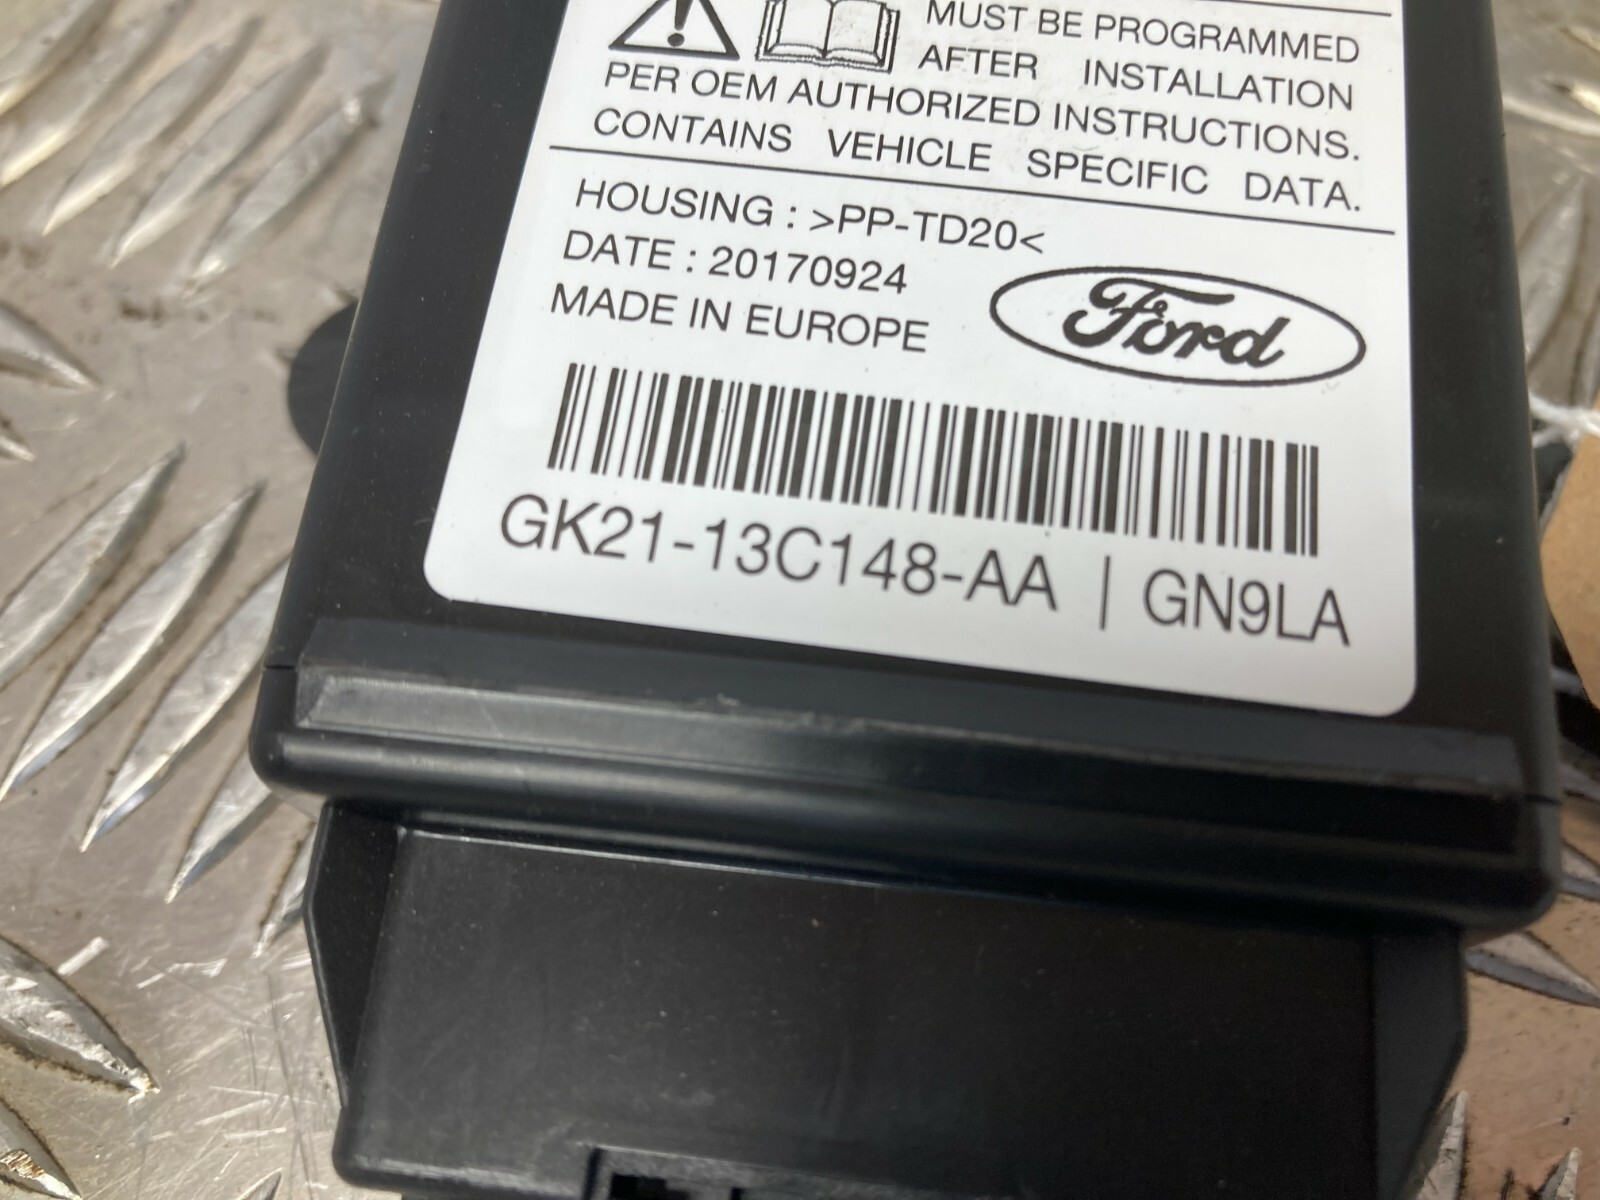 MUST BE PROGRAMMED
AFTER INSTALLATION
PER OEM AUTHORIZED INSTRUCTIONS.
CONTAINS VEHICLE SPECIFIC DATA.
HOUSING : >PP-TD20<
DATE : 20170924
MADE IN EUROPE
Ford
GK21-13C148-AA | GN9LA